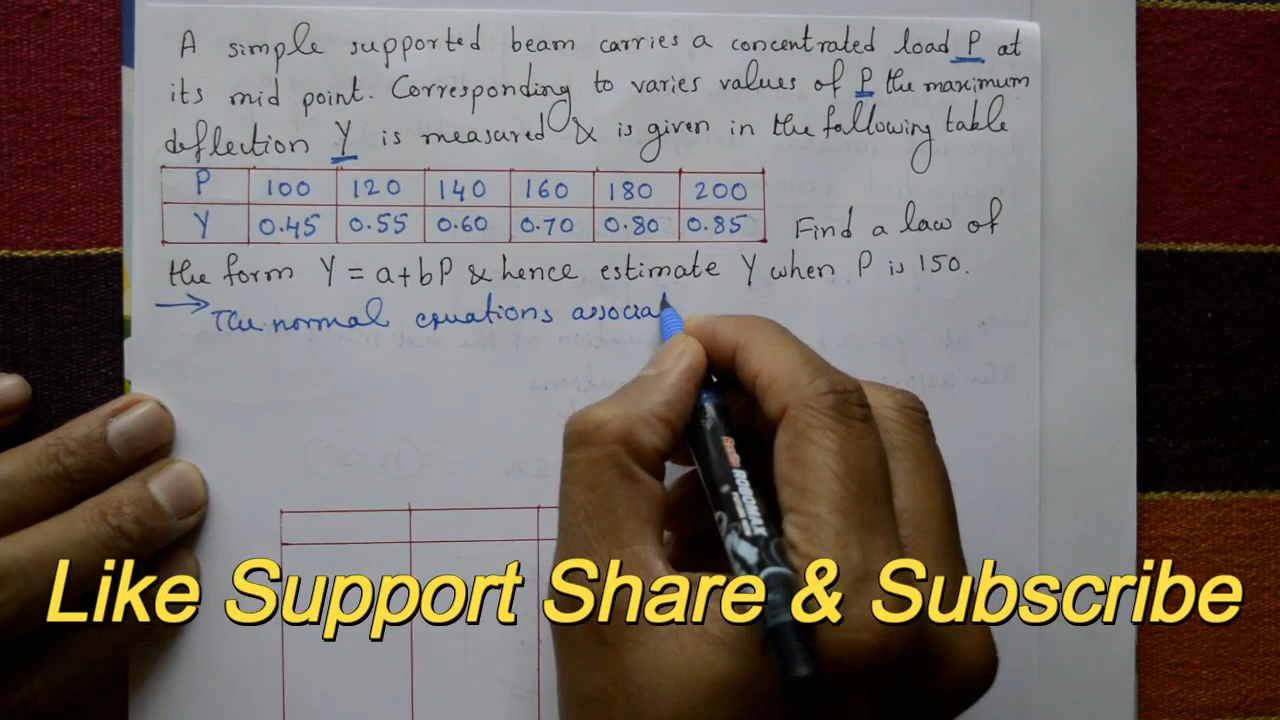 A simple supported beam carries a concentrated load P at
its mid point. Corresponding to varies values of P the maximum
deflection Y is measured & is given in the following table
P 100 120 140 160 180 200
Y 0.45 0.55 0.60 0.70 0.80 0.85 Find a law of
the form Y = a+bP & hence estimate Y when P is 150.
→ The normal equations associa
ROBOMAX
Like Support Share & Subscribe